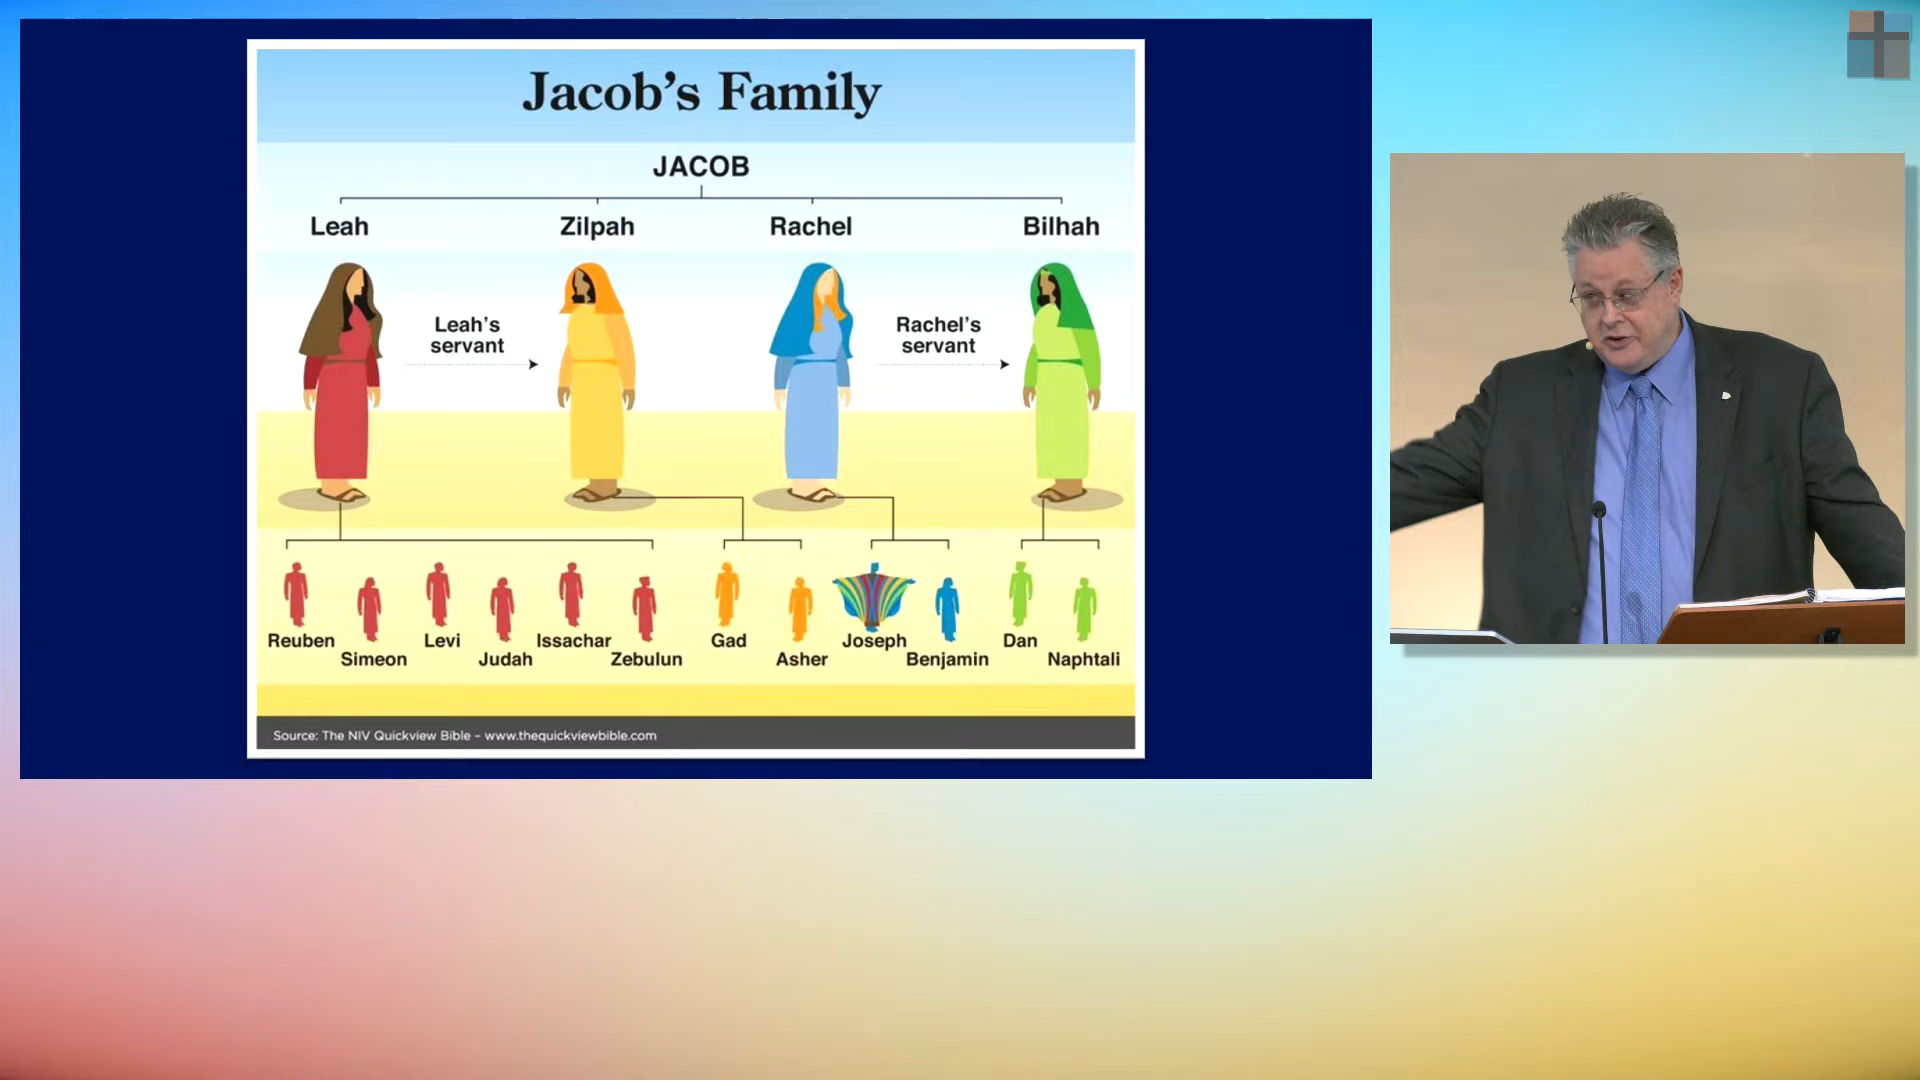 Jacob's Family
JACOB
Leah
Zilpah
Rachel
Bilhah
Leah's
servant
Rachel's
servant
Reuben
Simeon
Levi
Judah
Issachar
Zebulun
Gad
Asher
Joseph
Benjamin
Dan
Naphtali
Source: The NIV Quickview Bible – www.thequickviewbible.com